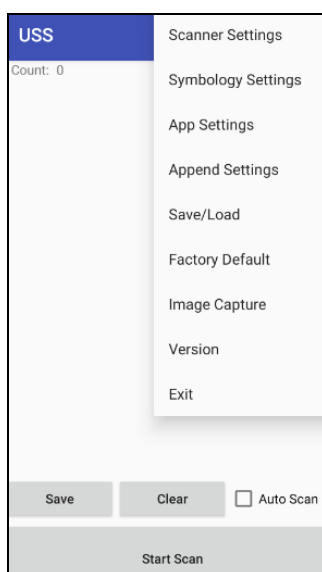 USS
Count: 0
Scanner Settings
Symbology Settings
App Settings
Append Settings
Save/Load
Factory Default
Image Capture
Version
Exit
Save Clear Auto Scan
Start Scan